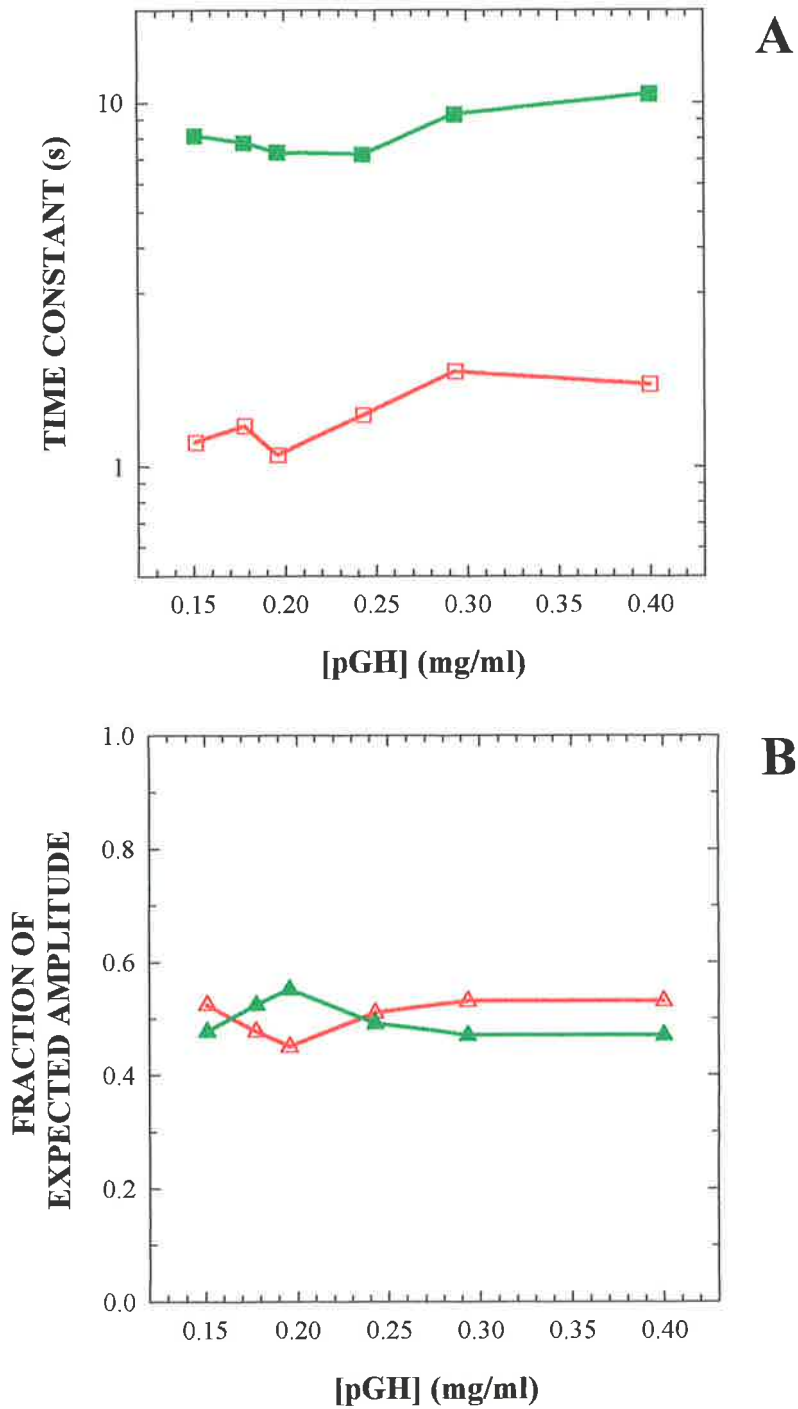 A
10
1
TIME CONSTANT (s)
0.15 0.20 0.25 0.30 0.35 0.40
[pGH] (mg/ml)
B
1.0
0.8
0.6
0.4
0.2
0.0
FRACTION OF
EXPECTED AMPLITUDE
0.15 0.20 0.25 0.30 0.35 0.40
[pGH] (mg/ml)